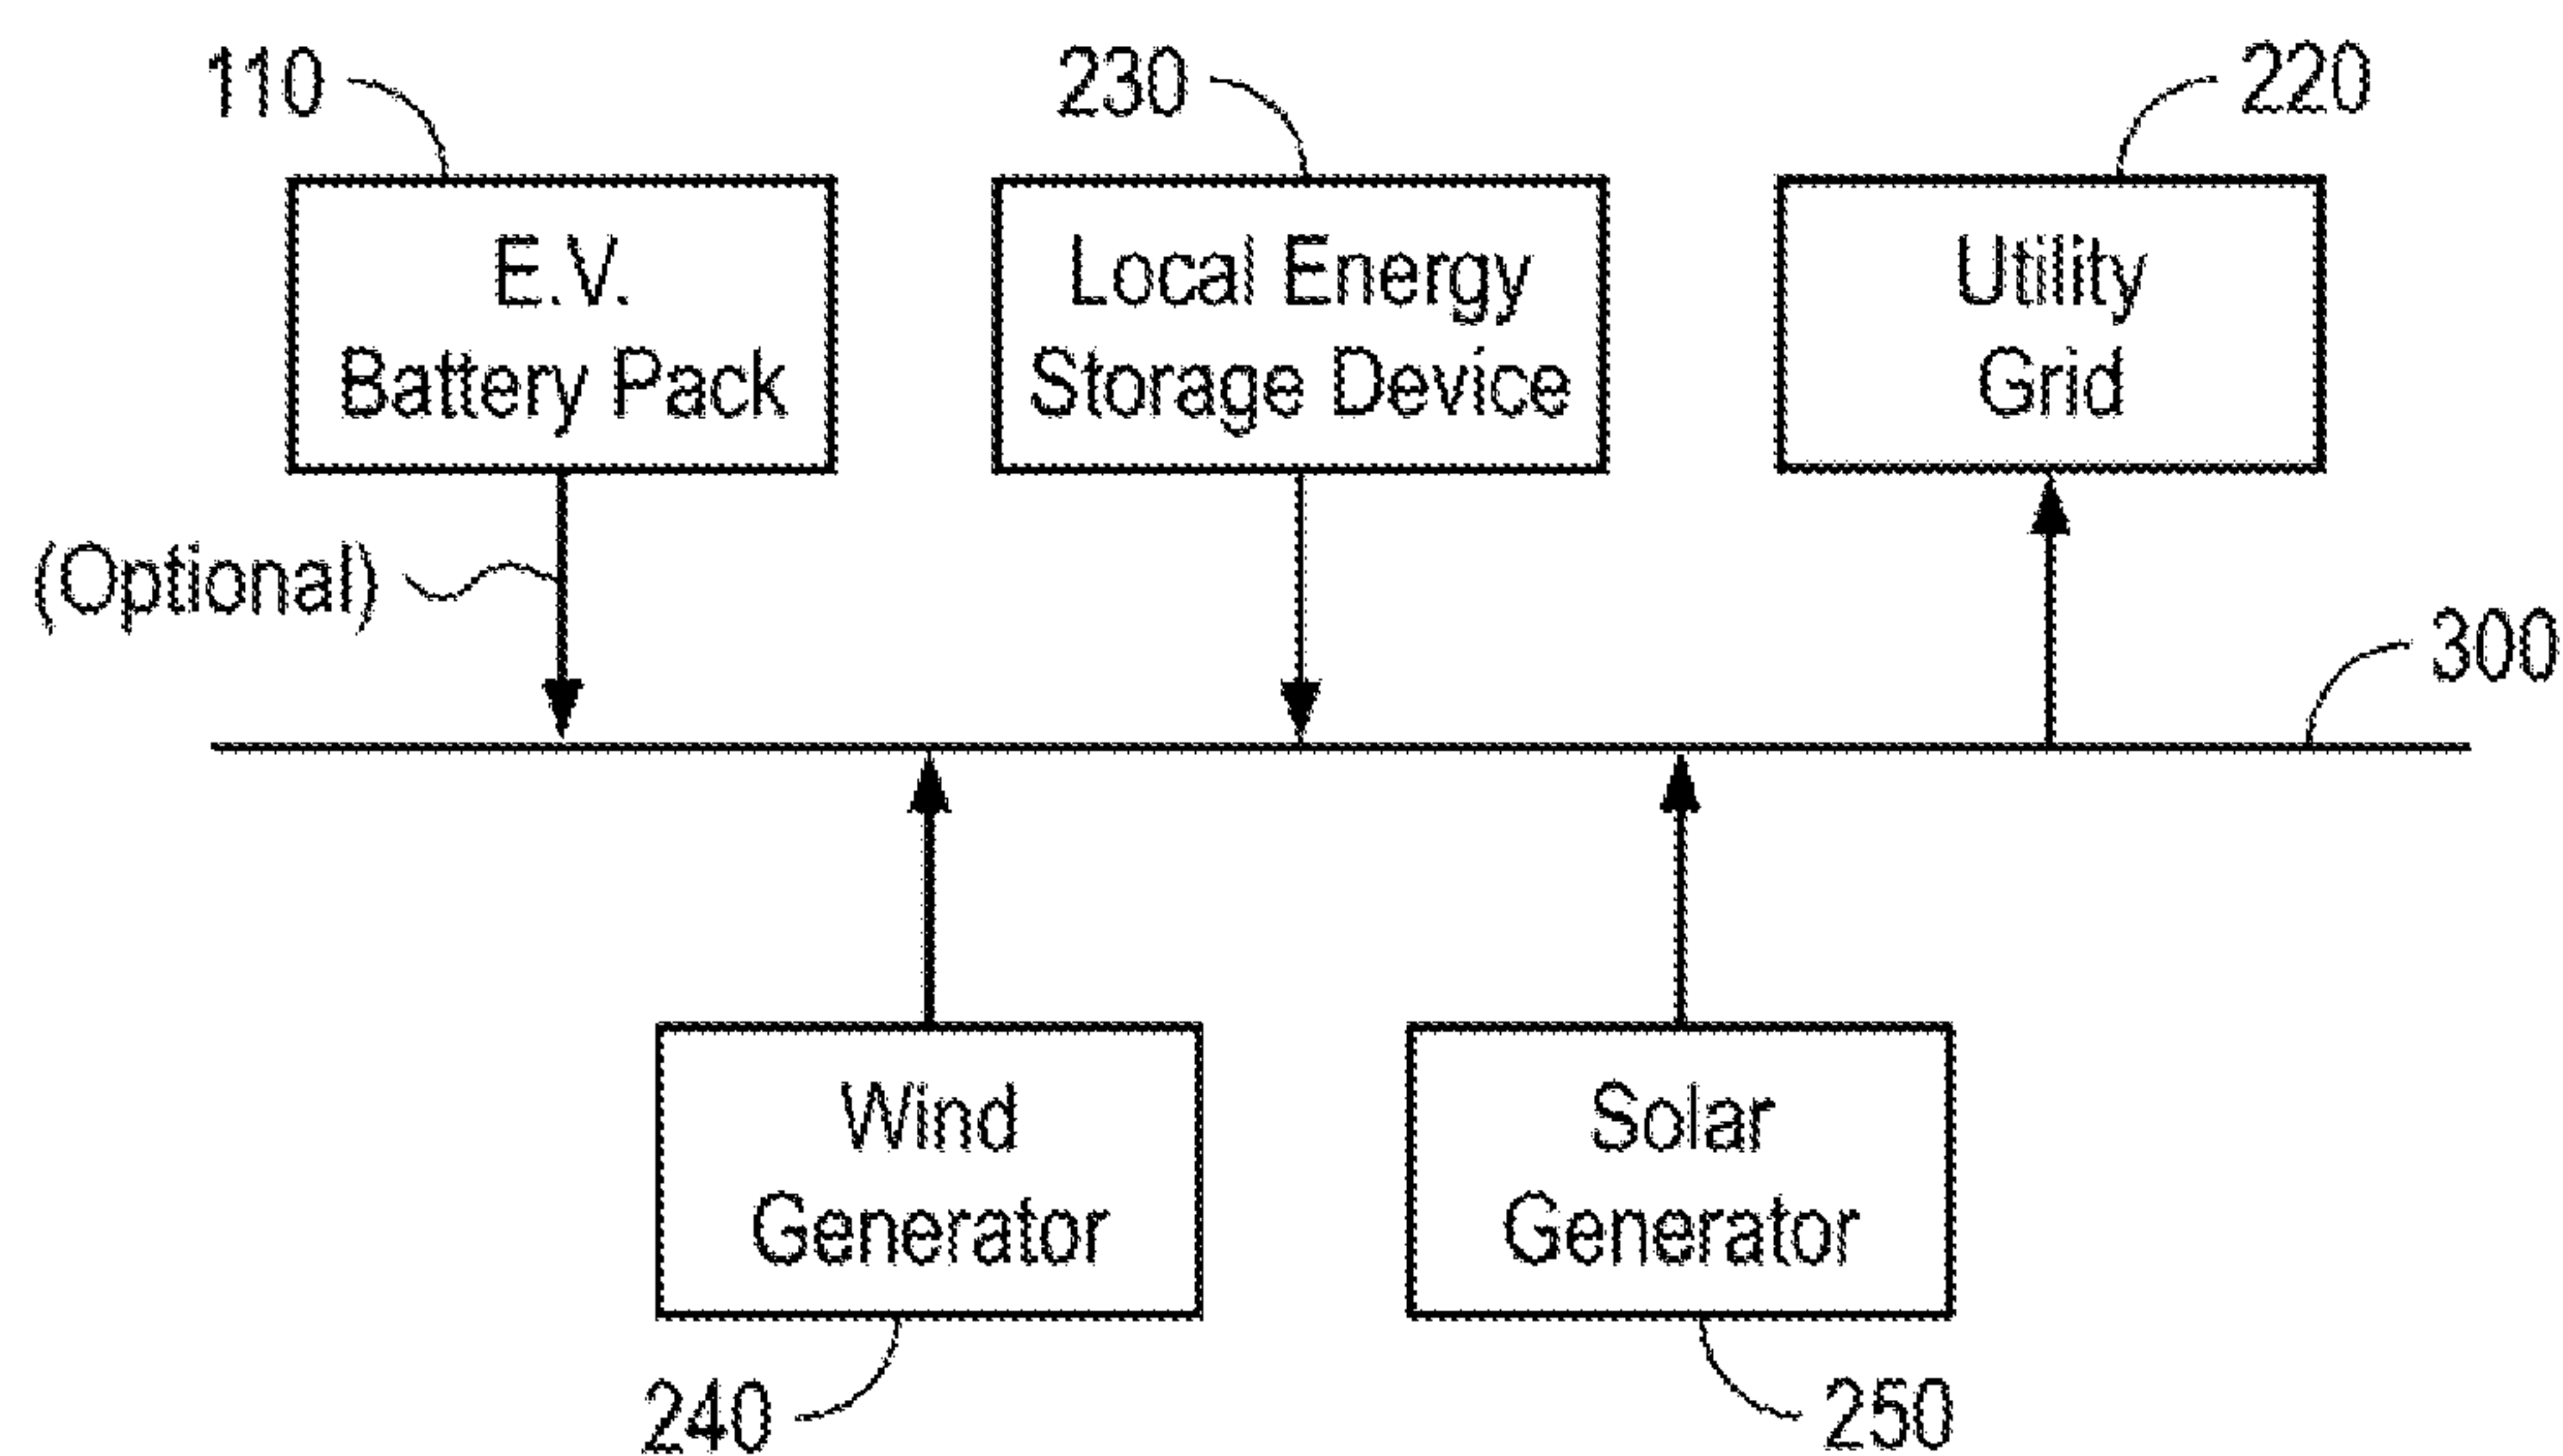 110
230
220
E.V.
Battery Pack
Local Energy
Storage Device
Utility
Grid
(Optional)
300
Wind
Generator
Solar
Generator
240
250